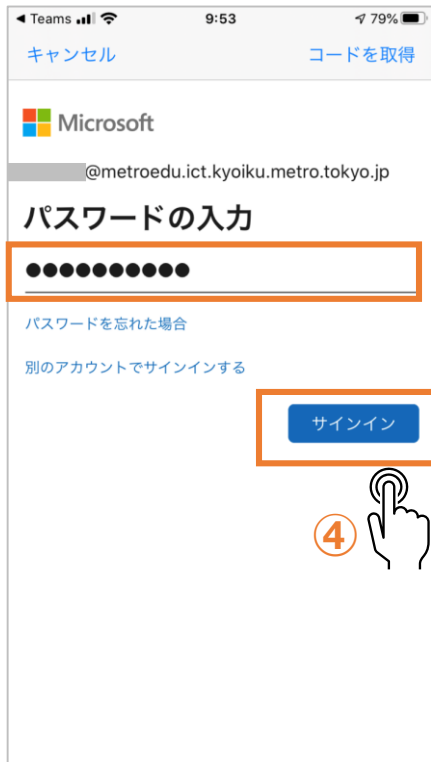 ◀ Teams 9:53 79%
キャンセル コードを取得
Microsoft
@metroedu.ict.kyoiku.metro.tokyo.jp
パスワードの入力
●●●●●●●●●●
パスワードを忘れた場合
別のアカウントでサインインする
サインイン
④